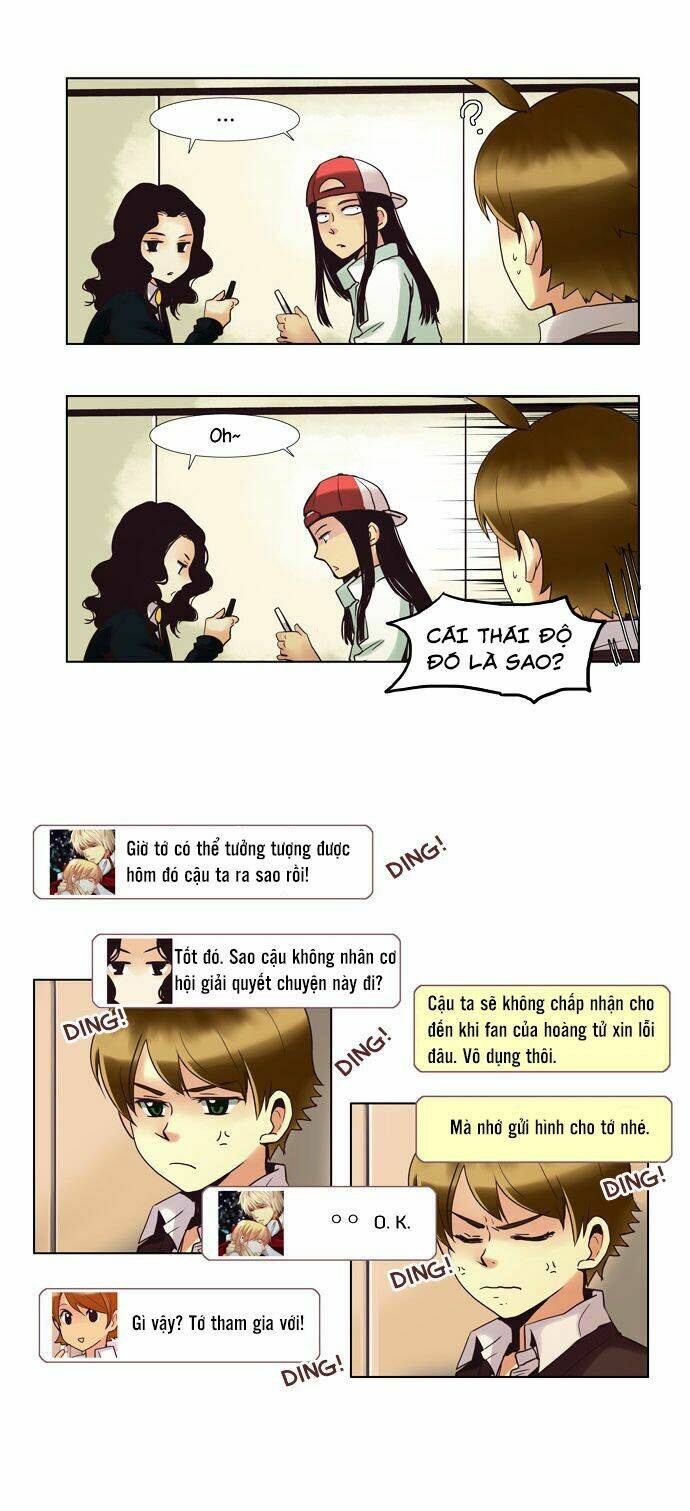 ...
?
Oh~
CÁI THÁI ĐỘ
ĐÓ LÀ SAO?
Giờ tớ có thể tưởng tượng được
hôm đó cậu ta ra sao rồi!
DING!
Tốt đó. Sao cậu không nhân cơ
hội giải quyết chuyện này đi?
DING!
Cậu ta sẽ không chấp nhận cho
đến khi fan của hoàng tử xin lỗi
đâu. Vô dụng thôi.
DING!
Mà nhớ gửi hình cho tớ nhé.
DING!
ㅇㅇ O. K.
DING!
Gì vậy? Tớ tham gia với!
DING!